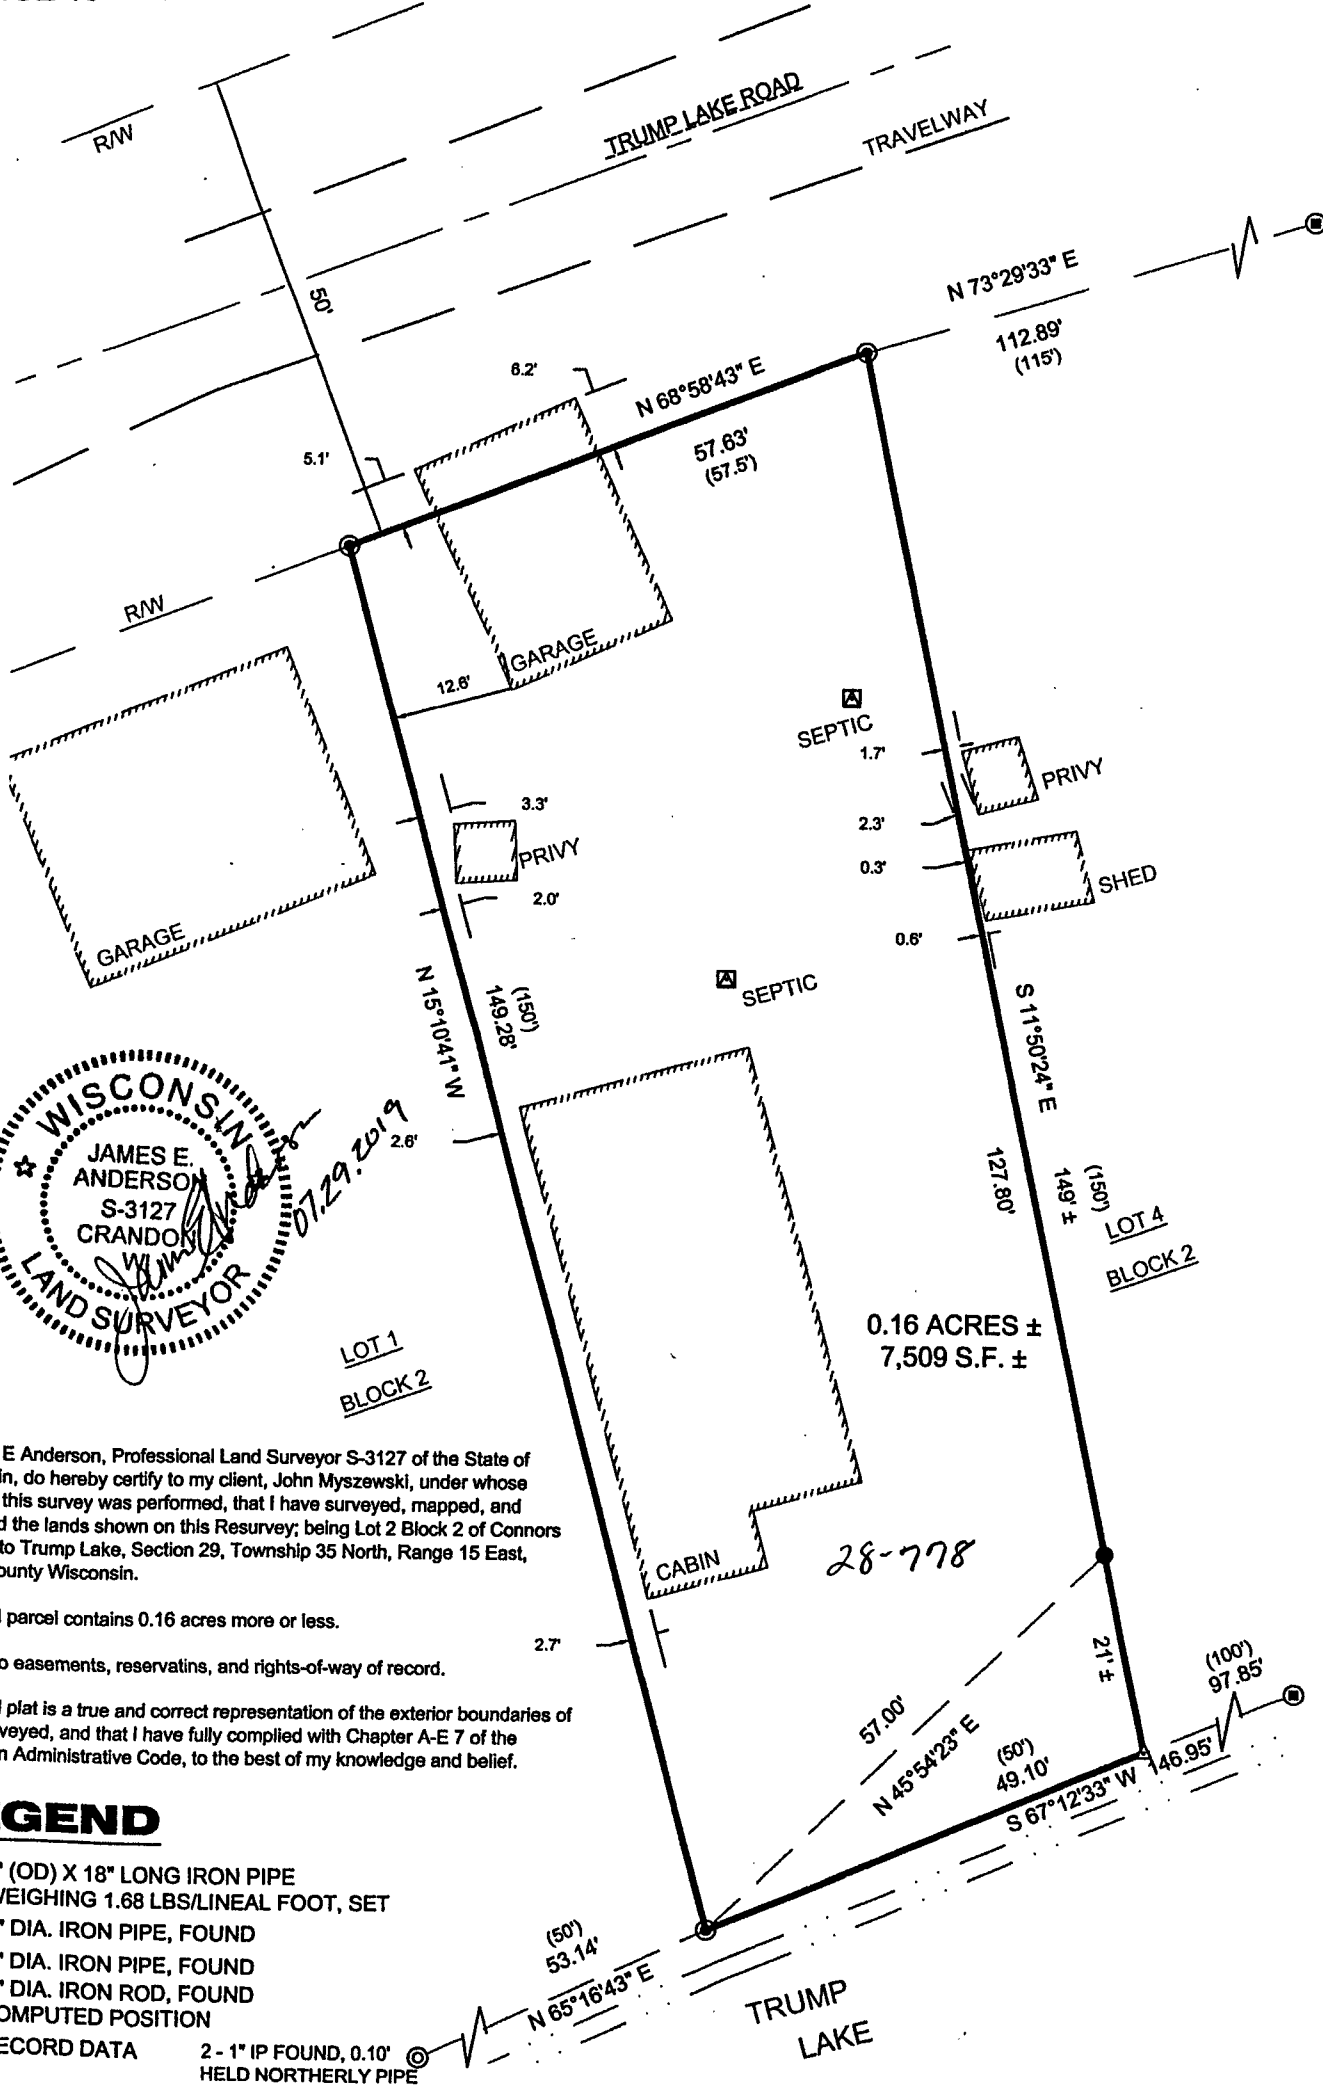 R/W
TRUMP LAKE ROAD
TRAVELWAY
50'
N 73°29'33" E
112.89'
(115')
6.2'
N 68°58'43" E
57.63'
(57.5')
5.1'
R/W
GARAGE
12.6'
SEPTIC
1.7'
PRIVY
3.3'
PRIVY
2.3'
0.3'
SHED
2.0'
0.6'
GARAGE
SEPTIC
N 15°10'41" W
(150')
149.28'
S 11°50'24" E
127.80'
(150')
149' ±
LOT 4
BLOCK 2
2.6'
WISCONSIN
JAMES E.
ANDERSON
S-3127
CRANDON
WI
LAND SURVEYOR
07.29.2019
0.16 ACRES ±
7,509 S.F. ±
LOT 1
BLOCK 2
E Anderson, Professional Land Surveyor S-3127 of the State of
in, do hereby certify to my client, John Myszewski, under whose
this survey was performed, that I have surveyed, mapped, and
d the lands shown on this Resurvey; being Lot 2 Block 2 of Connors
to Trump Lake, Section 29, Township 35 North, Range 15 East,
ounty Wisconsin.
parcel contains 0.16 acres more or less.
o easements, reservatins, and rights-of-way of record.
plat is a true and correct representation of the exterior boundaries of
veyed, and that I have fully complied with Chapter A-E 7 of the
n Administrative Code, to the best of my knowledge and belief.
CABIN
28-778
2.7'
21' ±
(100')
97.85'
57.00'
N 45°54'23" E
(50')
49.10'
S 67°12'33" W 146.95'
(50')
53.14'
N 65°16'43" E
TRUMP
LAKE
GEND
" (OD) X 18" LONG IRON PIPE
WEIGHING 1.68 LBS/LINEAL FOOT, SET
" DIA. IRON PIPE, FOUND
" DIA. IRON PIPE, FOUND
" DIA. IRON ROD, FOUND
OMPUTED POSITION
ECORD DATA
2 - 1" IP FOUND, 0.10'
HELD NORTHERLY PIPE